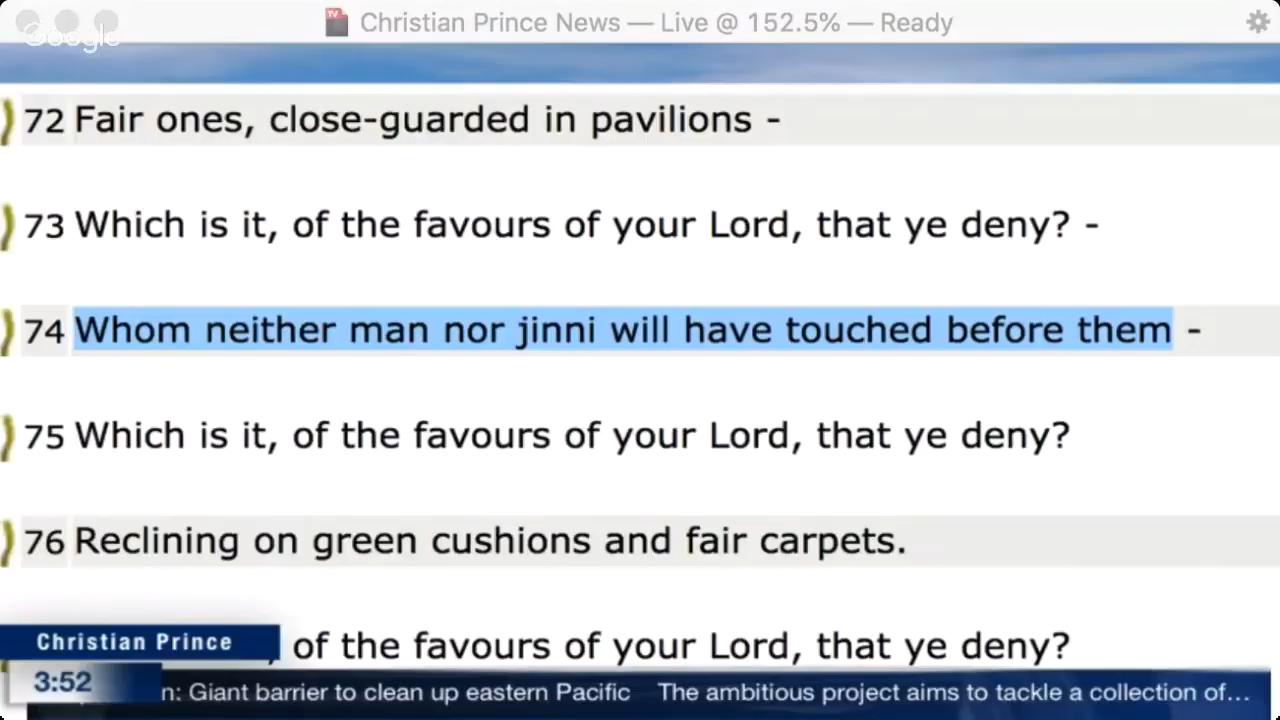 Christian Prince News — Live @ 152.5% — Ready
Google
72 Fair ones, close-guarded in pavilions -
73 Which is it, of the favours of your Lord, that ye deny? -
74 Whom neither man nor jinni will have touched before them -
75 Which is it, of the favours of your Lord, that ye deny?
76 Reclining on green cushions and fair carpets.
, of the favours of your Lord, that ye deny?
Christian Prince
3:52
n: Giant barrier to clean up eastern Pacific The ambitious project aims to tackle a collection of...